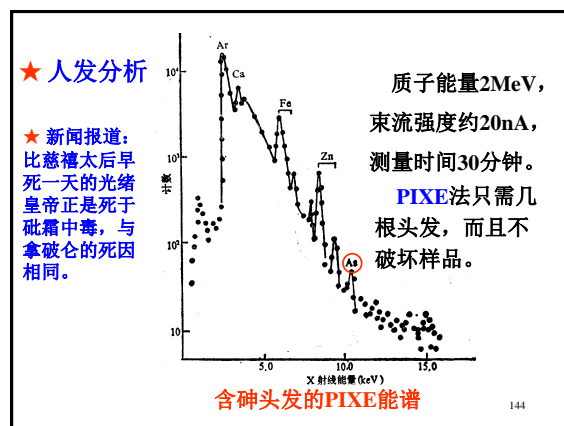 ★ 人发分析
★ 新闻报道：
比慈禧太后早
死一天的光绪
皇帝正是死于
砒霜中毒，与
拿破仑的死因
相同。
Ar
Ca
Fe
Zn
As
10⁴
10³
10²
10
计数
5.0
10.0
15.0
X 射线能量(keV)
质子能量2MeV，
束流强度约20nA，
测量时间30分钟。
PIXE法只需几
根头发，而且不
破坏样品。
含砷头发的PIXE能谱
144